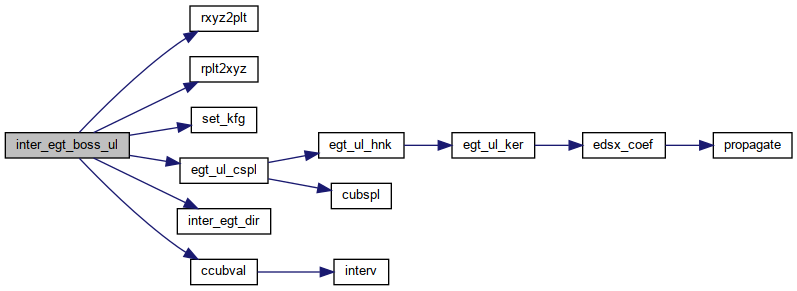 rxyz2plt
rplt2xyz
set_kfg
inter_egt_boss_ul
egt_ul_hnk
egt_ul_ker
edsx_coef
propagate
egt_ul_cspl
cubspl
inter_egt_dir
ccubval
interv